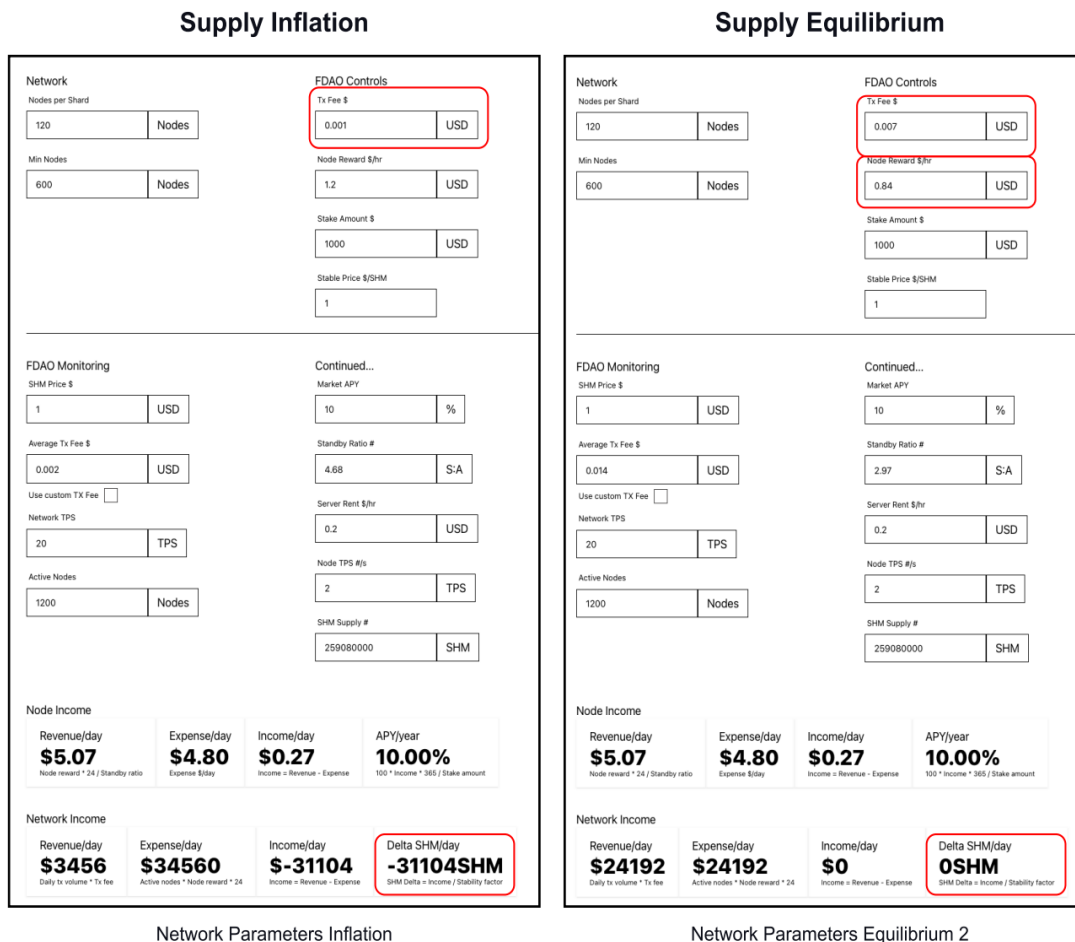 Supply Inflation
Network
FDAO Controls
Nodes per Shard
Tx Fee $
120 Nodes
0.001 USD
Min Nodes
Node Reward $/hr
600 Nodes
1.2 USD
Stake Amount $
1000 USD
Stable Price $/SHM
1
FDAO Monitoring
Continued...
SHM Price $
Market APY
1 USD
10 %
Average Tx Fee $
Standby Ratio #
0.002 USD
4.68 S:A
Use custom TX Fee
Server Rent $/hr
Network TPS
0.2 USD
20 TPS
Node TPS #/s
Active Nodes
2 TPS
1200 Nodes
SHM Supply #
259080000 SHM
Node Income
Revenue/day Expense/day Income/day APY/year
$5.07 $4.80 $0.27 10.00%
Node reward * 24 / Standby ratio Expense $/day Income = Revenue - Expense 100 * Income * 365 / Stake amount
Network Income
Revenue/day Expense/day Income/day Delta SHM/day
$3456 $34560 $-31104 -31104SHM
Daily tx volume * Tx fee Active nodes * Node reward * 24 Income = Revenue - Expense SHM Delta = Income / Stability factor
Network Parameters Inflation
Supply Equilibrium
Network
FDAO Controls
Nodes per Shard
Tx Fee $
120 Nodes
0.007 USD
Min Nodes
Node Reward $/hr
600 Nodes
0.84 USD
Stake Amount $
1000 USD
Stable Price $/SHM
1
FDAO Monitoring
Continued...
SHM Price $
Market APY
1 USD
10 %
Average Tx Fee $
Standby Ratio #
0.014 USD
2.97 S:A
Use custom TX Fee
Server Rent $/hr
Network TPS
0.2 USD
20 TPS
Node TPS #/s
Active Nodes
2 TPS
1200 Nodes
SHM Supply #
259080000 SHM
Node Income
Revenue/day Expense/day Income/day APY/year
$5.07 $4.80 $0.27 10.00%
Node reward * 24 / Standby ratio Expense $/day Income = Revenue - Expense 100 * Income * 365 / Stake amount
Network Income
Revenue/day Expense/day Income/day Delta SHM/day
$24192 $24192 $0 0SHM
Daily tx volume * Tx fee Active nodes * Node reward * 24 Income = Revenue - Expense SHM Delta = Income / Stability factor
Network Parameters Equilibrium 2